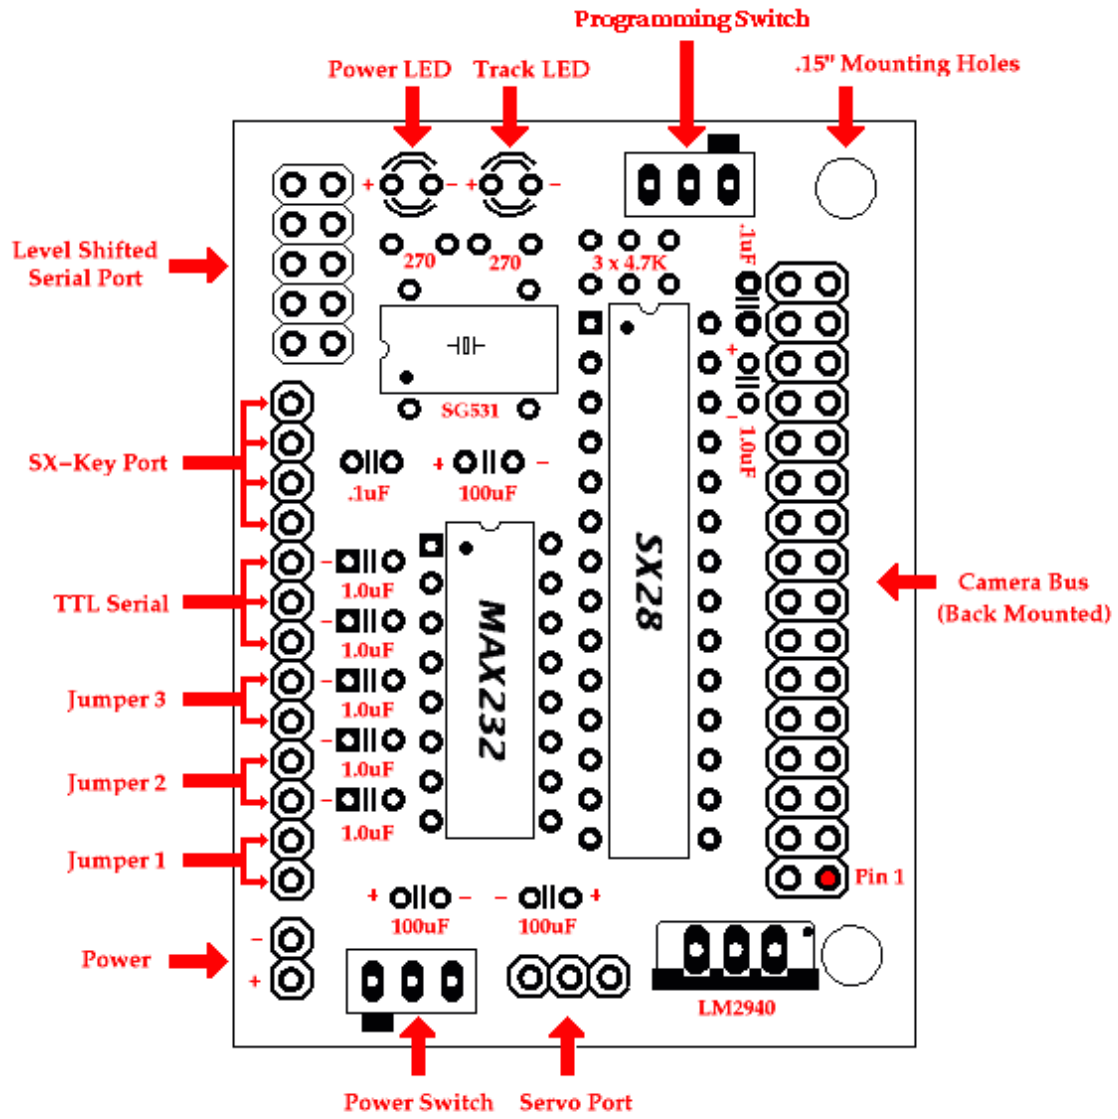 Programming Switch
Power LED
Track LED
.15" Mounting Holes
+
-
+
-
Level Shifted
Serial Port
270
270
3 x 4.7K
.1uF
+
-
1.0uF
SG531
SX-Key Port
.1uF
+
-
100uF
SX28
MAX232
-
1.0uF
TTL Serial
-
1.0uF
Camera Bus
(Back Mounted)
Jumper 3
-
1.0uF
Jumper 2
-
1.0uF
-
1.0uF
Jumper 1
Pin 1
+
-
100uF
-
+
100uF
Power
-
+
LM2940
Power Switch
Servo Port